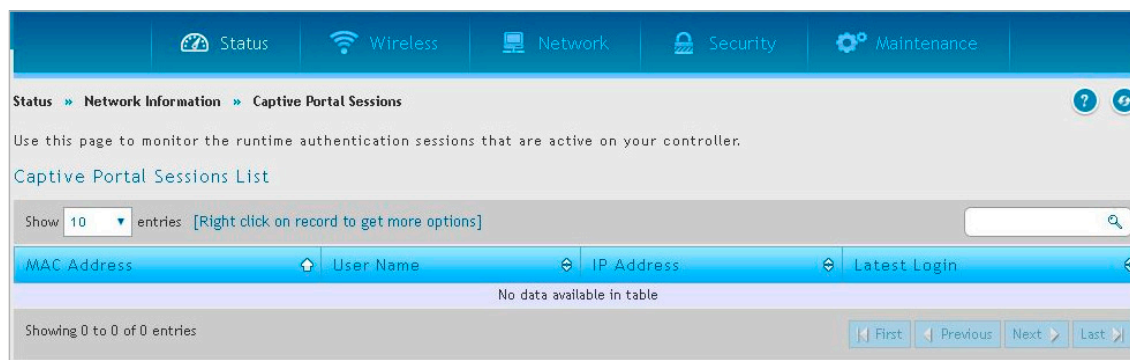 Status Wireless Network Security Maintenance
Status » Network Information » Captive Portal Sessions
Use this page to monitor the runtime authentication sessions that are active on your controller.
Captive Portal Sessions List
Show 10 entries [Right click on record to get more options]
MAC Address User Name IP Address Latest Login
No data available in table
Showing 0 to 0 of 0 entries First Previous Next Last